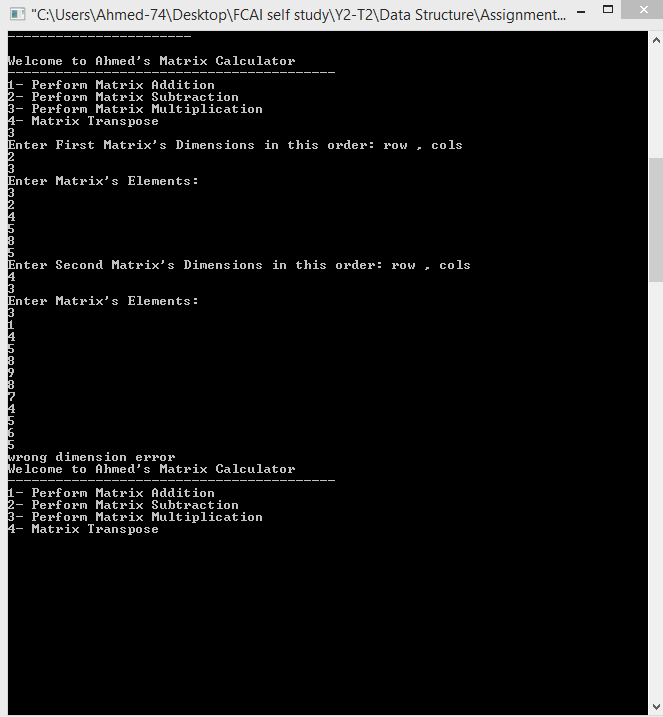 "C:\Users\Ahmed-74\Desktop\FCAI self study\Y2-T2\Data Structure\Assignment...
-----------------------
Welcome to Ahmed's Matrix Calculator
-----------------------------------------
1- Perform Matrix Addition
2- Perform Matrix Subtraction
3- Perform Matrix Multiplication
4- Matrix Transpose
3
Enter First Matrix's Dimensions in this order: row , cols
2
3
Enter Matrix's Elements:
3
2
4
5
8
5
Enter Second Matrix's Dimensions in this order: row , cols
4
3
Enter Matrix's Elements:
3
1
4
5
8
9
8
7
4
5
6
5
wrong dimension error
Welcome to Ahmed's Matrix Calculator
-----------------------------------------
1- Perform Matrix Addition
2- Perform Matrix Subtraction
3- Perform Matrix Multiplication
4- Matrix Transpose